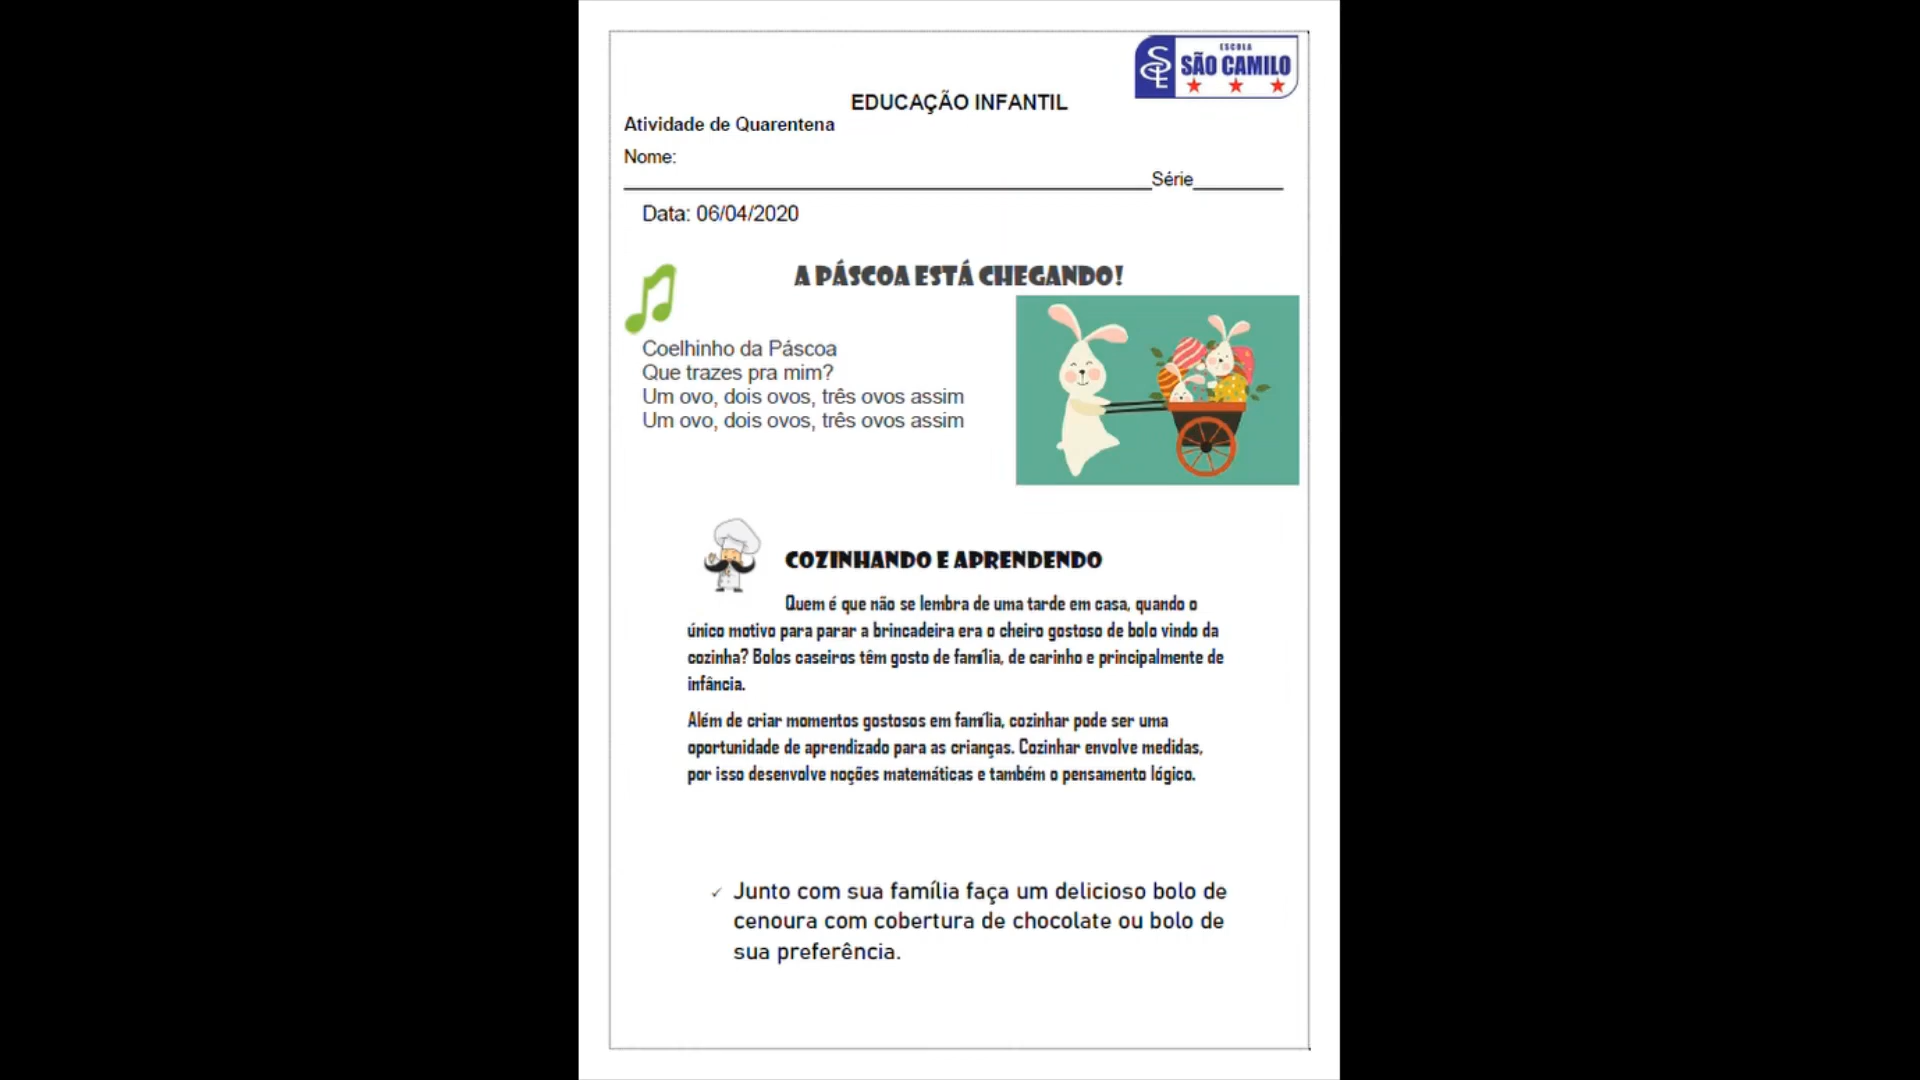 ESCOLA
SÃO CAMILO
EDUCAÇÃO INFANTIL
Atividade de Quarentena
Nome:
Série
Data: 06/04/2020
A PÁSCOA ESTÁ CHEGANDO!
Coelhinho da Páscoa
Que trazes pra mim?
Um ovo, dois ovos, três ovos assim
Um ovo, dois ovos, três ovos assim
COZINHANDO E APRENDENDO
Quem é que não se lembra de uma tarde em casa, quando o
único motivo para parar a brincadeira era o cheiro gostoso de bolo vindo da
cozinha? Bolos caseiros têm gosto de família, de carinho e principalmente de
infância.
Além de criar momentos gostosos em família, cozinhar pode ser uma
oportunidade de aprendizado para as crianças. Cozinhar envolve medidas,
por isso desenvolve noções matemáticas e também o pensamento lógico.
✓ Junto com sua família faça um delicioso bolo de
cenoura com cobertura de chocolate ou bolo de
sua preferência.